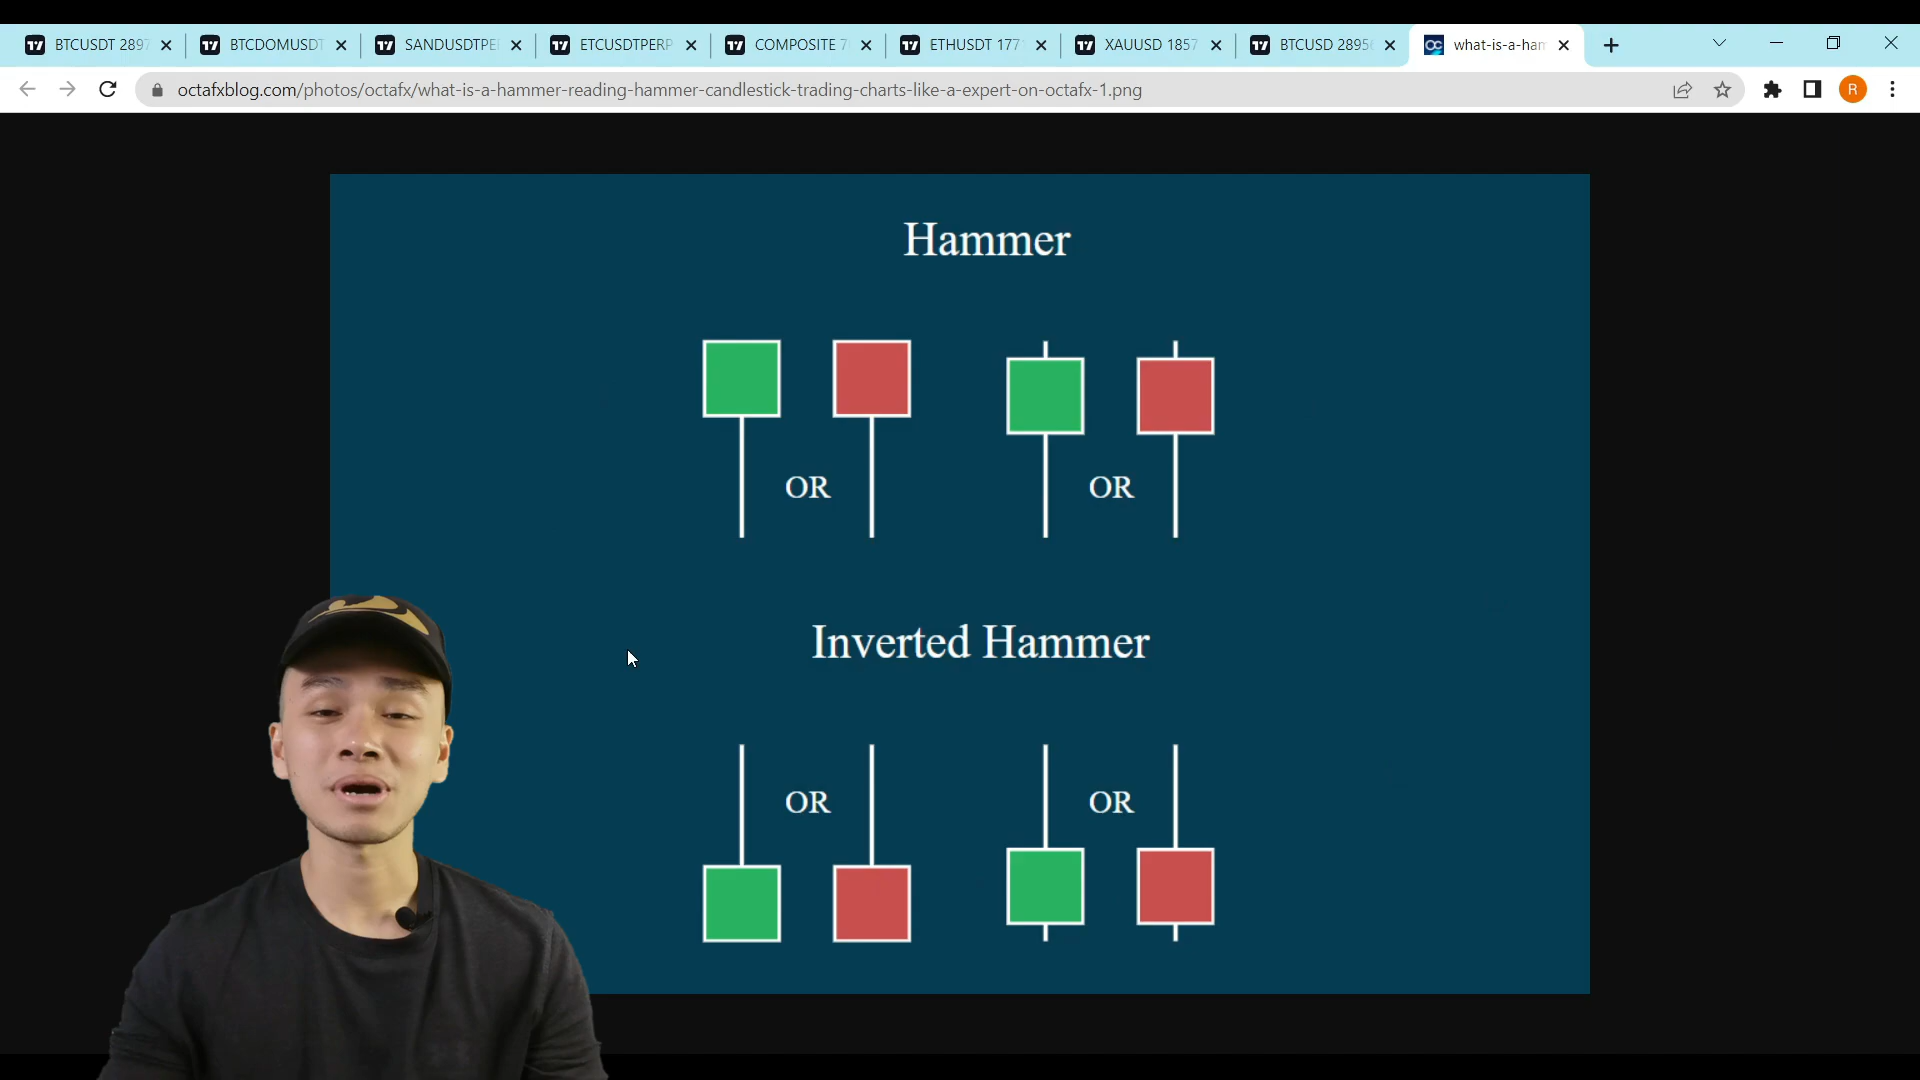 BTCUSDT 2897
BTCDOMUSDT
SANDUSDTPE
ETCUSDTPERP
COMPOSITE 7
ETHUSDT 177
XAUUSD 1857
BTCUSD 2895
what-is-a-ham
octafxblog.com/photos/octafx/what-is-a-hammer-reading-hammer-candlestick-trading-charts-like-a-expert-on-octafx-1.png
R
Hammer
OR OR
Inverted Hammer
OR OR